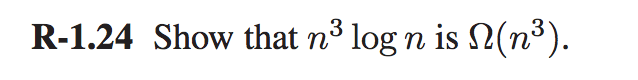 R-1.24 Show that n³ log n is Ω(n³).